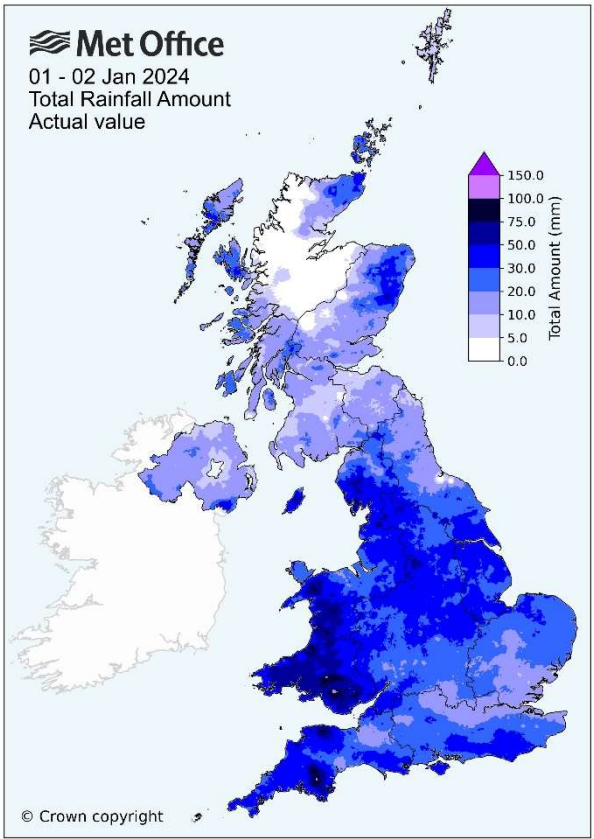 Met Office
01 - 02 Jan 2024
Total Rainfall Amount
Actual value
150.0
100.0
75.0
50.0
30.0
20.0
10.0
5.0
0.0
Total Amount (mm)
© Crown copyright